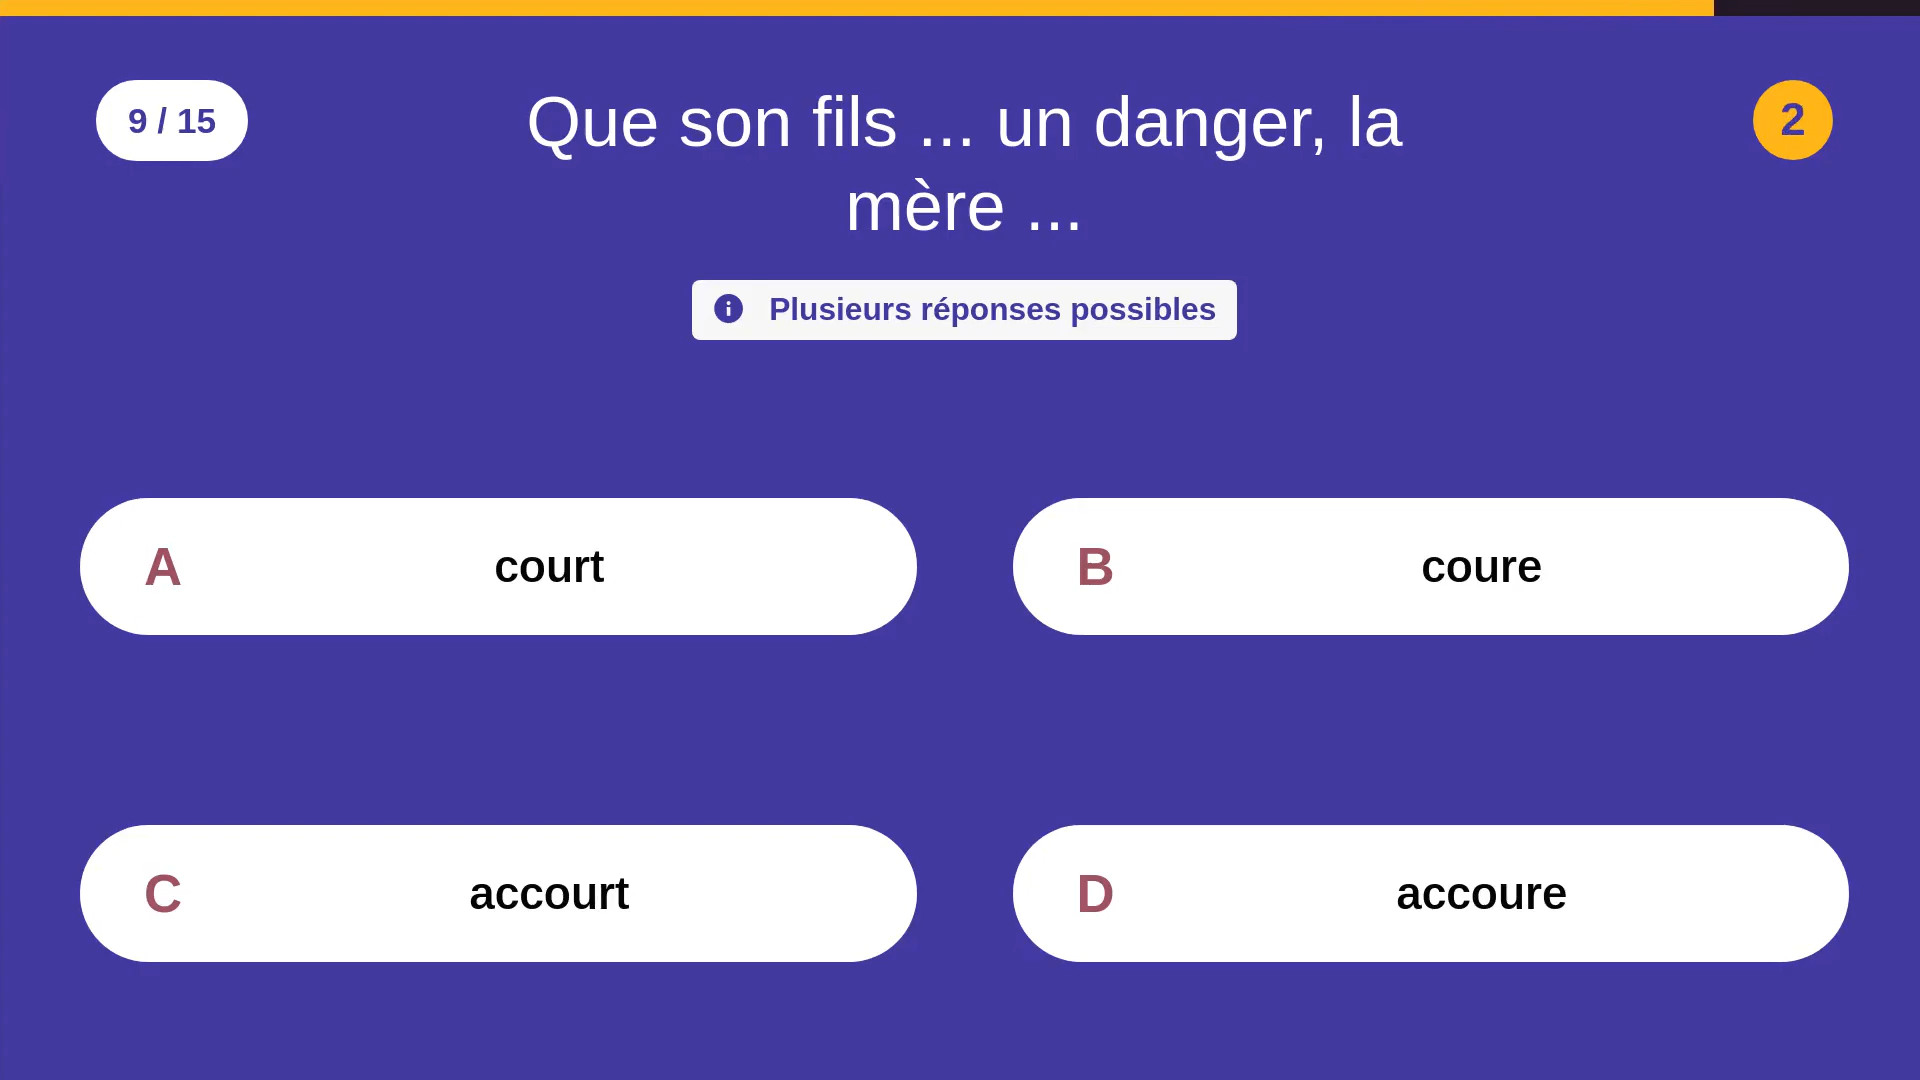 9 / 15
Que son fils ... un danger, la
mère ...
2
Plusieurs réponses possibles
A court
B coure
C accourt
D accoure